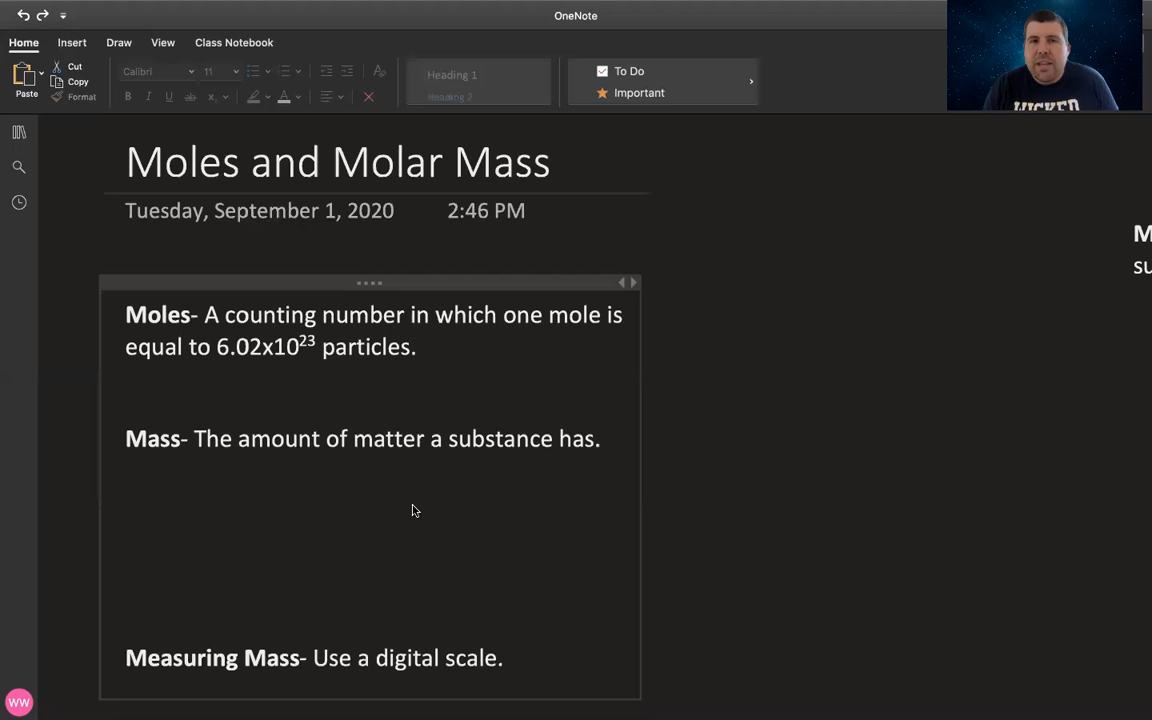 OneNote
Home Insert Draw View Class Notebook
Paste
Cut
Copy
Format
Calibri 11
B I U ab x
A
Heading 1
Heading 2
To Do
Important
WICKED
Moles and Molar Mass
Tuesday, September 1, 2020 2:46 PM
Moles- A counting number in which one mole is
equal to 6.02x10²³ particles.
Mass- The amount of matter a substance has.
Measuring Mass- Use a digital scale.
WW